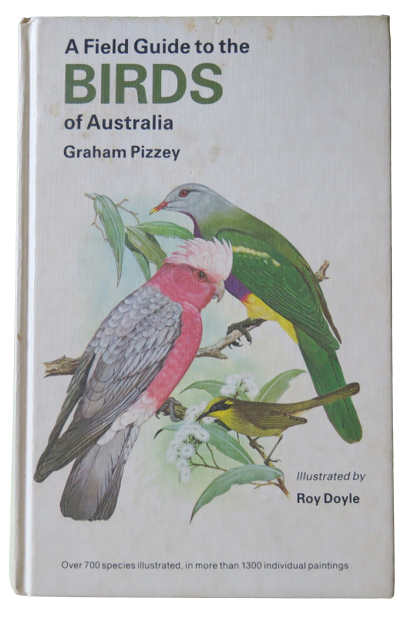 A Field Guide to the
BIRDS
of Australia
Graham Pizzey
Illustrated by
Roy Doyle
Over 700 species illustrated, in more than 1300 individual paintings